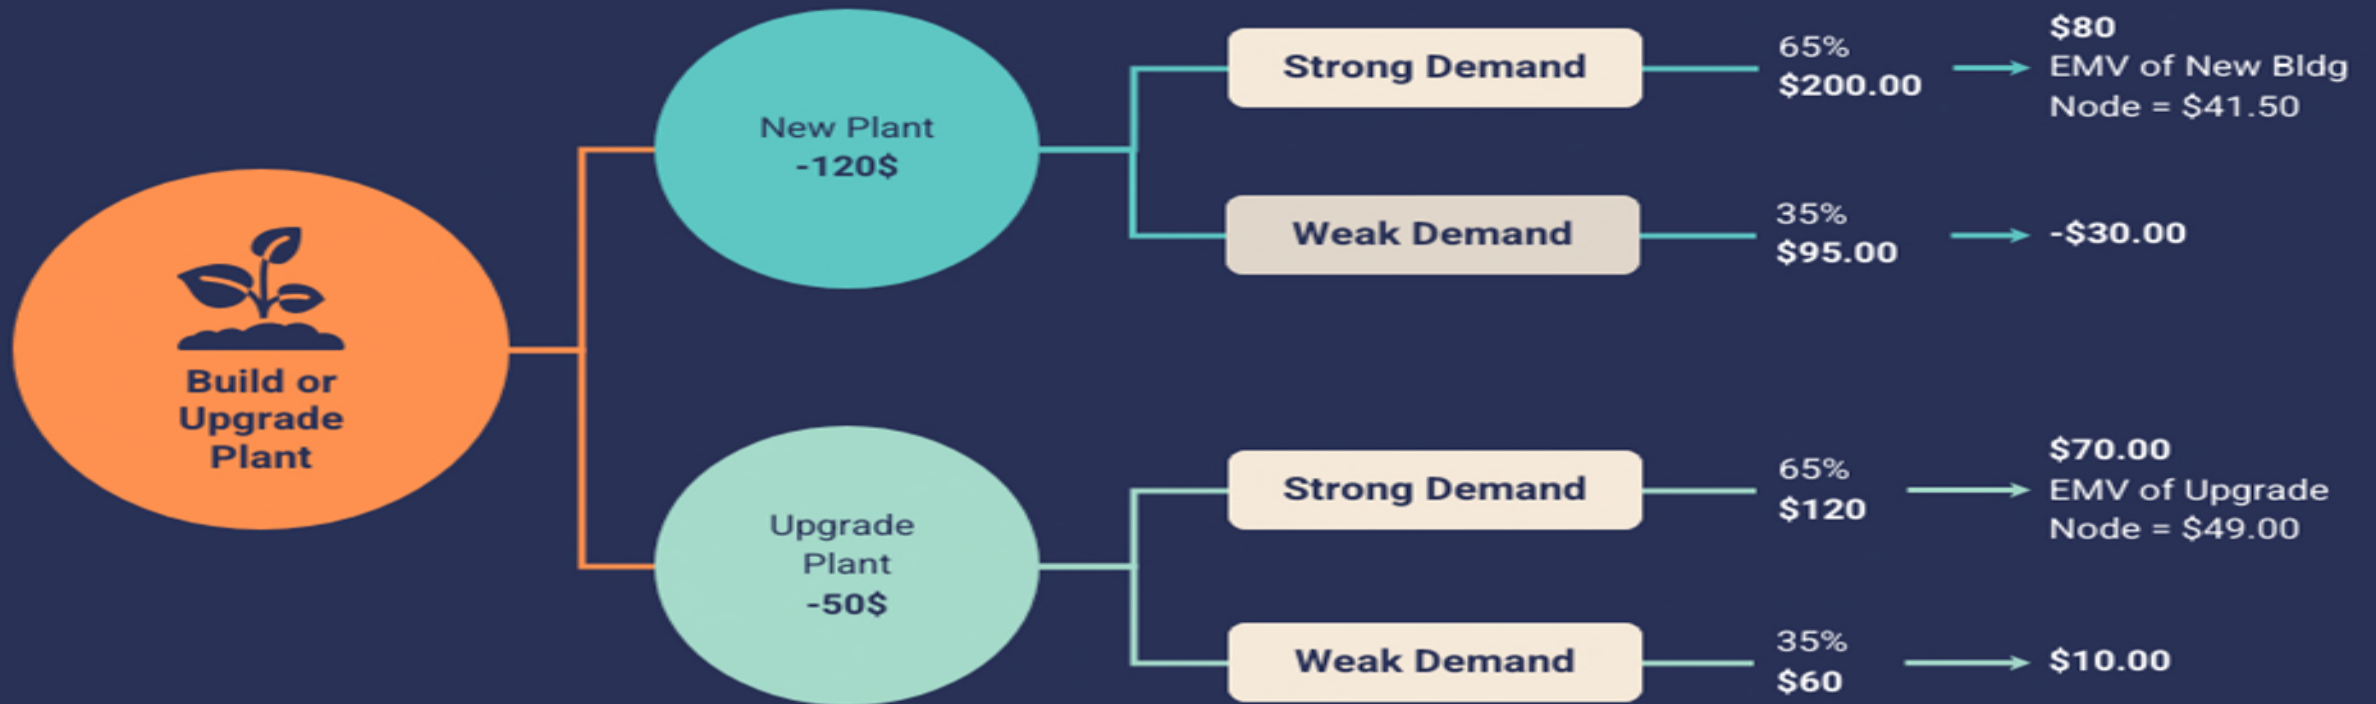 Build or
Upgrade
Plant
New Plant
-120$
Strong Demand
65%
$200.00
$80
EMV of New Bldg
Node = $41.50
Weak Demand
35%
$95.00
-$30.00
Upgrade
Plant
-50$
Strong Demand
65%
$120
$70.00
EMV of Upgrade
Node = $49.00
Weak Demand
35%
$60
$10.00